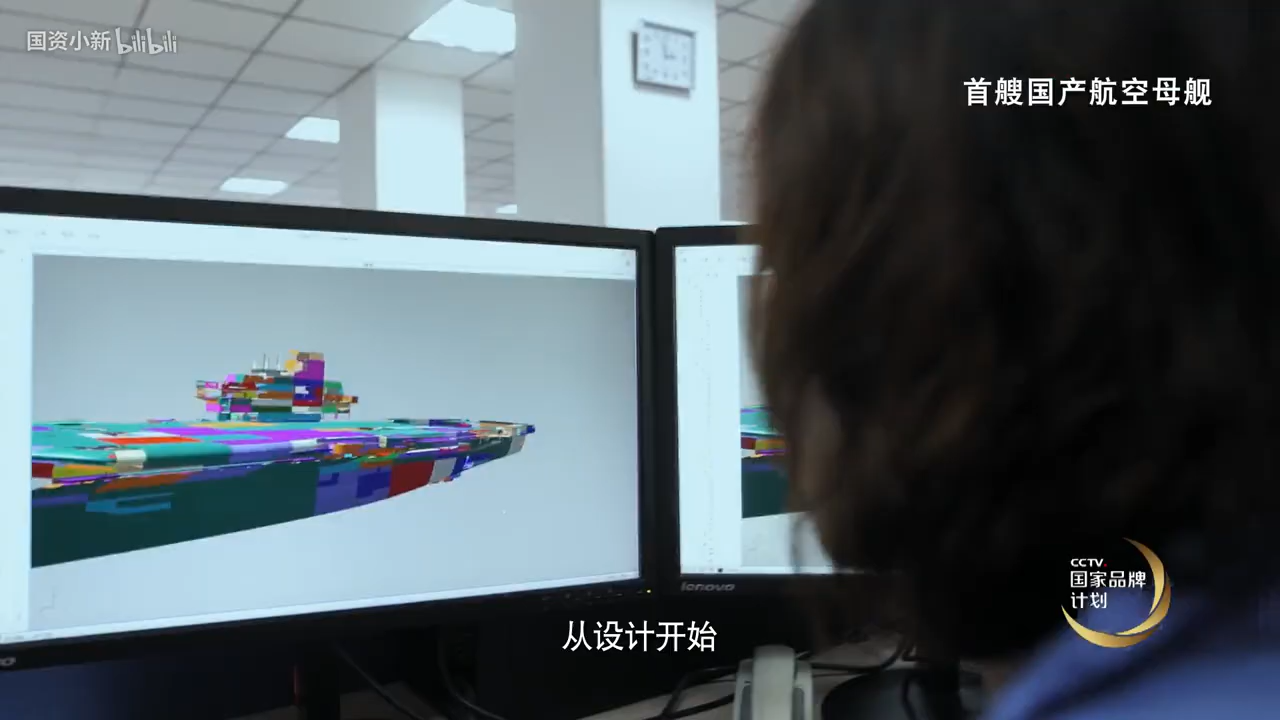 国资小新 bilibili
首艘国产航空母舰
CCTV
国家品牌
计划
lenovo
从设计开始